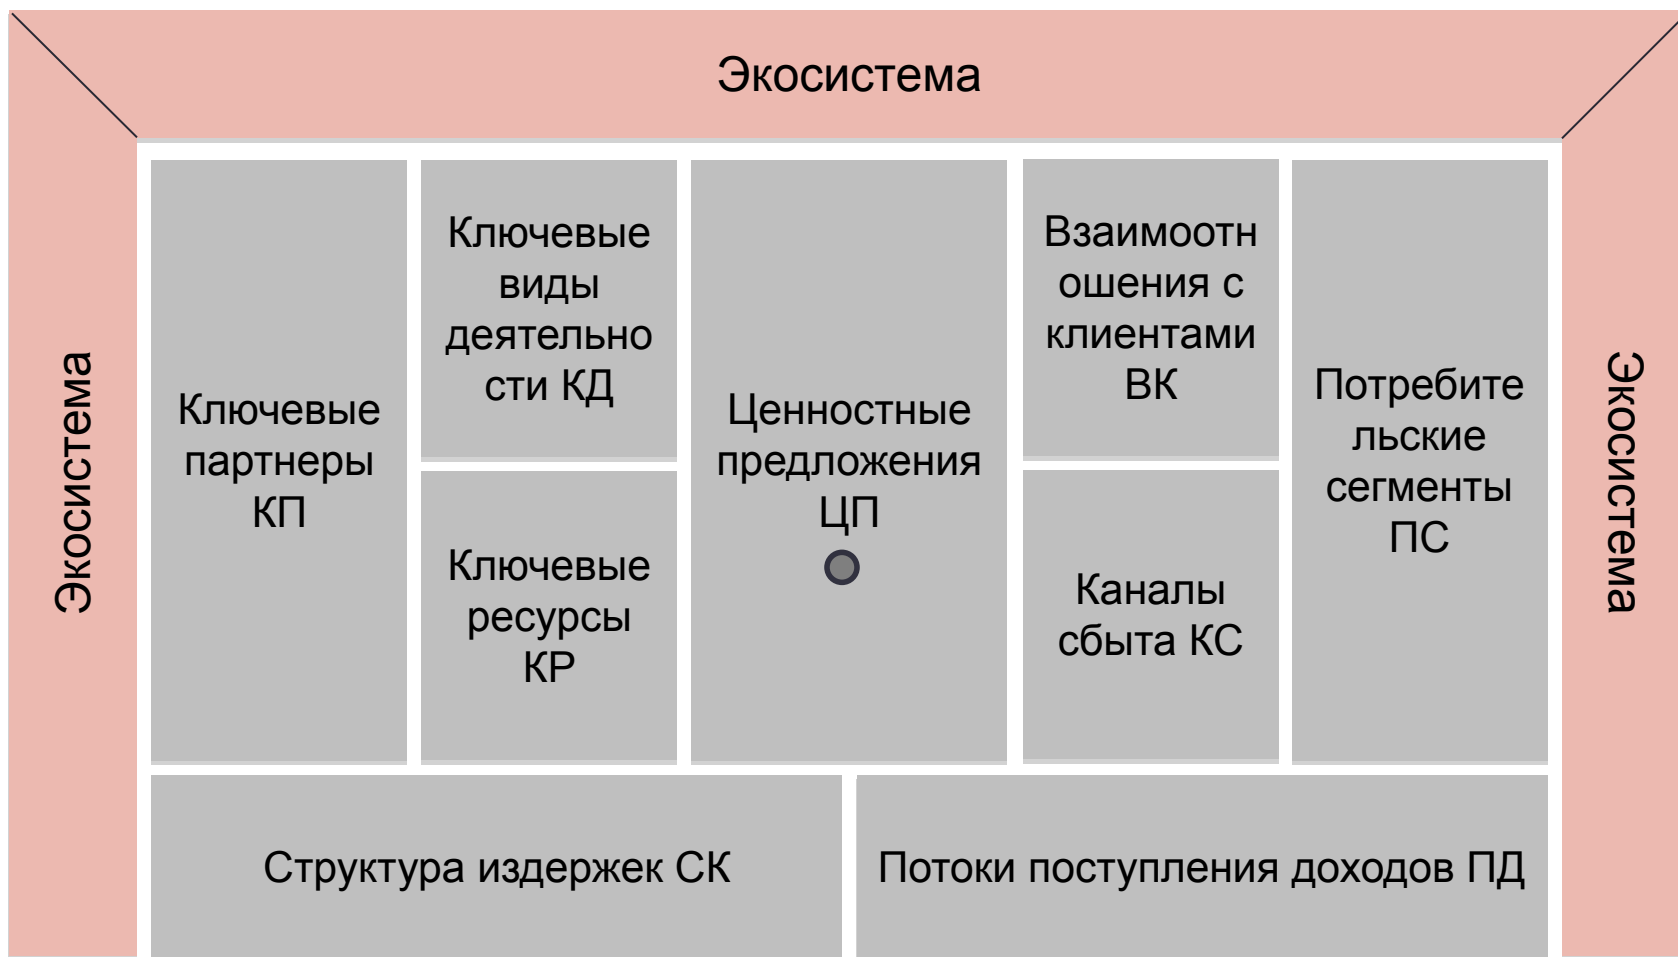 Экосистема
Экосистема
Ключевые
партнеры
КП
Ключевые
виды
деятельно
сти КД
Ключевые
ресурсы
КР
Ценностные
предложения
ЦП
Взаимоотн
ошения с
клиентами
ВК
Каналы
сбыта КС
Потребите
льские
сегменты
ПС
Экосистема
Структура издержек СК
Потоки поступления доходов ПД